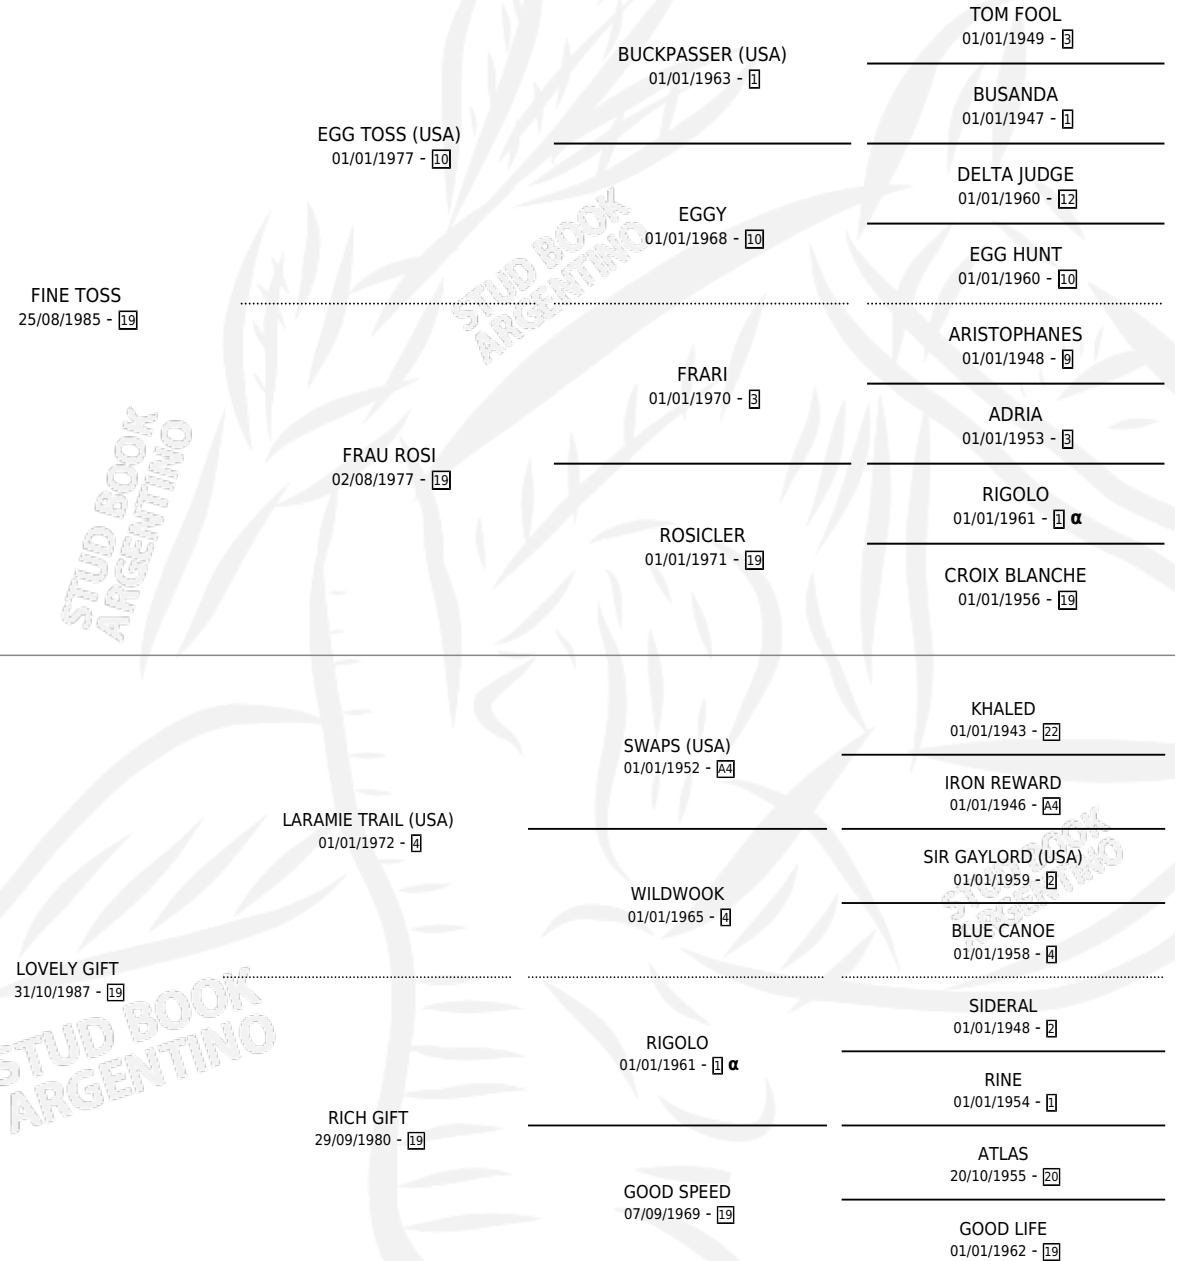 TOM FOOL
01/01/1949 - 3
BUCKPASSER (USA)
01/01/1963 - 1
BUSANDA
01/01/1947 - 1
EGG TOSS (USA)
01/01/1977 - 10
DELTA JUDGE
01/01/1960 - 12
EGGY
01/01/1968 - 10
EGG HUNT
01/01/1960 - 10
FINE TOSS
25/08/1985 - 19
STUD BOOK
ARGENTINO
ARISTOPHANES
01/01/1948 - 9
FRARI
01/01/1970 - 3
ADRIA
01/01/1953 - 3
FRAU ROSI
02/08/1977 - 19
RIGOLO
01/01/1961 - 1 α
ROSICLER
01/01/1971 - 19
CROIX BLANCHE
01/01/1956 - 19
STUD BOOK
ARGENTINO
KHALED
01/01/1943 - 22
SWAPS (USA)
01/01/1952 - A4
IRON REWARD
01/01/1946 - A4
LARAMIE TRAIL (USA)
01/01/1972 - 4
SIR GAYLORD (USA)
01/01/1959 - 2
WILDWOOK
01/01/1965 - 4
BLUE CANOE
01/01/1958 - 4
STUD BOOK
ARGENTINO
LOVELY GIFT
31/10/1987 - 19
SIDERAL
01/01/1948 - 2
RIGOLO
01/01/1961 - 1 α
RINE
01/01/1954 - 1
RICH GIFT
29/09/1980 - 19
ATLAS
20/10/1955 - 20
GOOD SPEED
07/09/1969 - 19
GOOD LIFE
01/01/1962 - 19
STUD BOOK
ARGENTINO